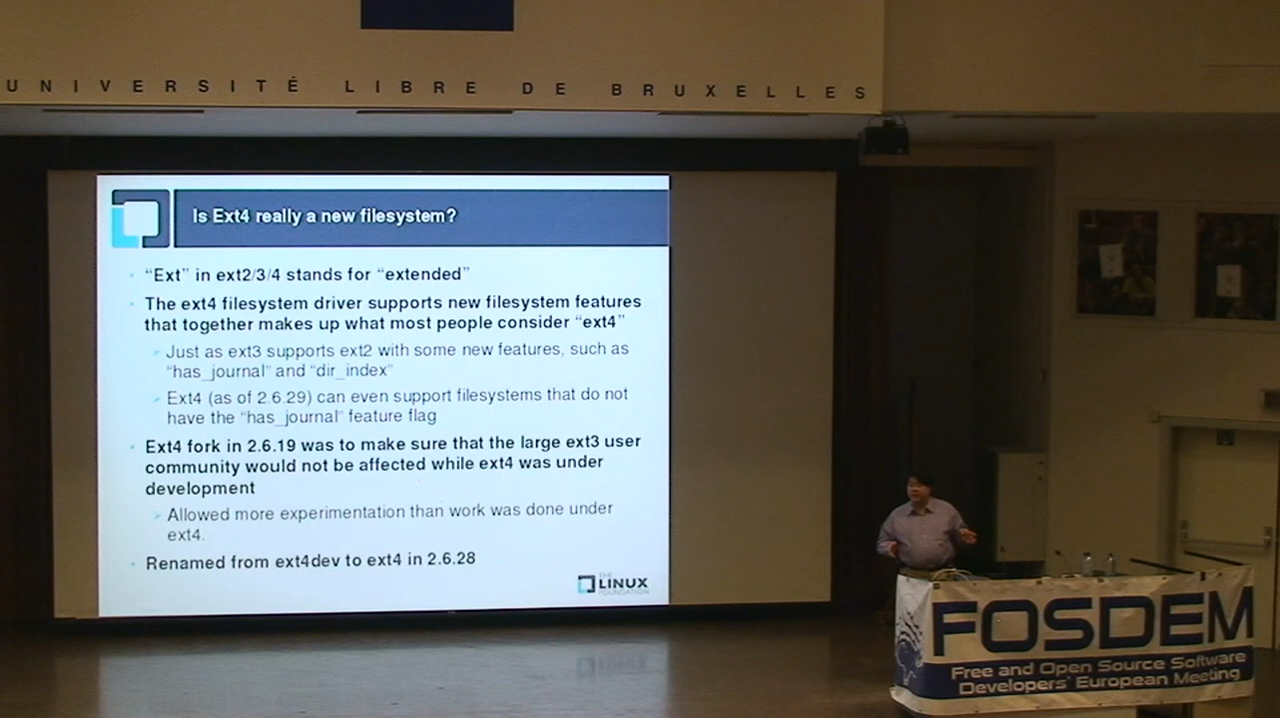 UNIVERSITÉ LIBRE DE BRUXELLES
Is Ext4 really a new filesystem?
“Ext” in ext2/3/4 stands for “extended”
The ext4 filesystem driver supports new filesystem features
that together makes up what most people consider “ext4”
Just as ext3 supports ext2 with some new features, such as
“has_journal” and “dir_index”
Ext4 (as of 2.6.29) can even support filesystems that do not
have the “has_journal” feature flag
Ext4 fork in 2.6.19 was to make sure that the large ext3 user
community would not be affected while ext4 was under
development
Allowed more experimentation than work was done under
ext4.
Renamed from ext4dev to ext4 in 2.6.28
THE
LINUX
FOUNDATION
FOSDEM
Free and Open Source Software
Developers' European Meeting